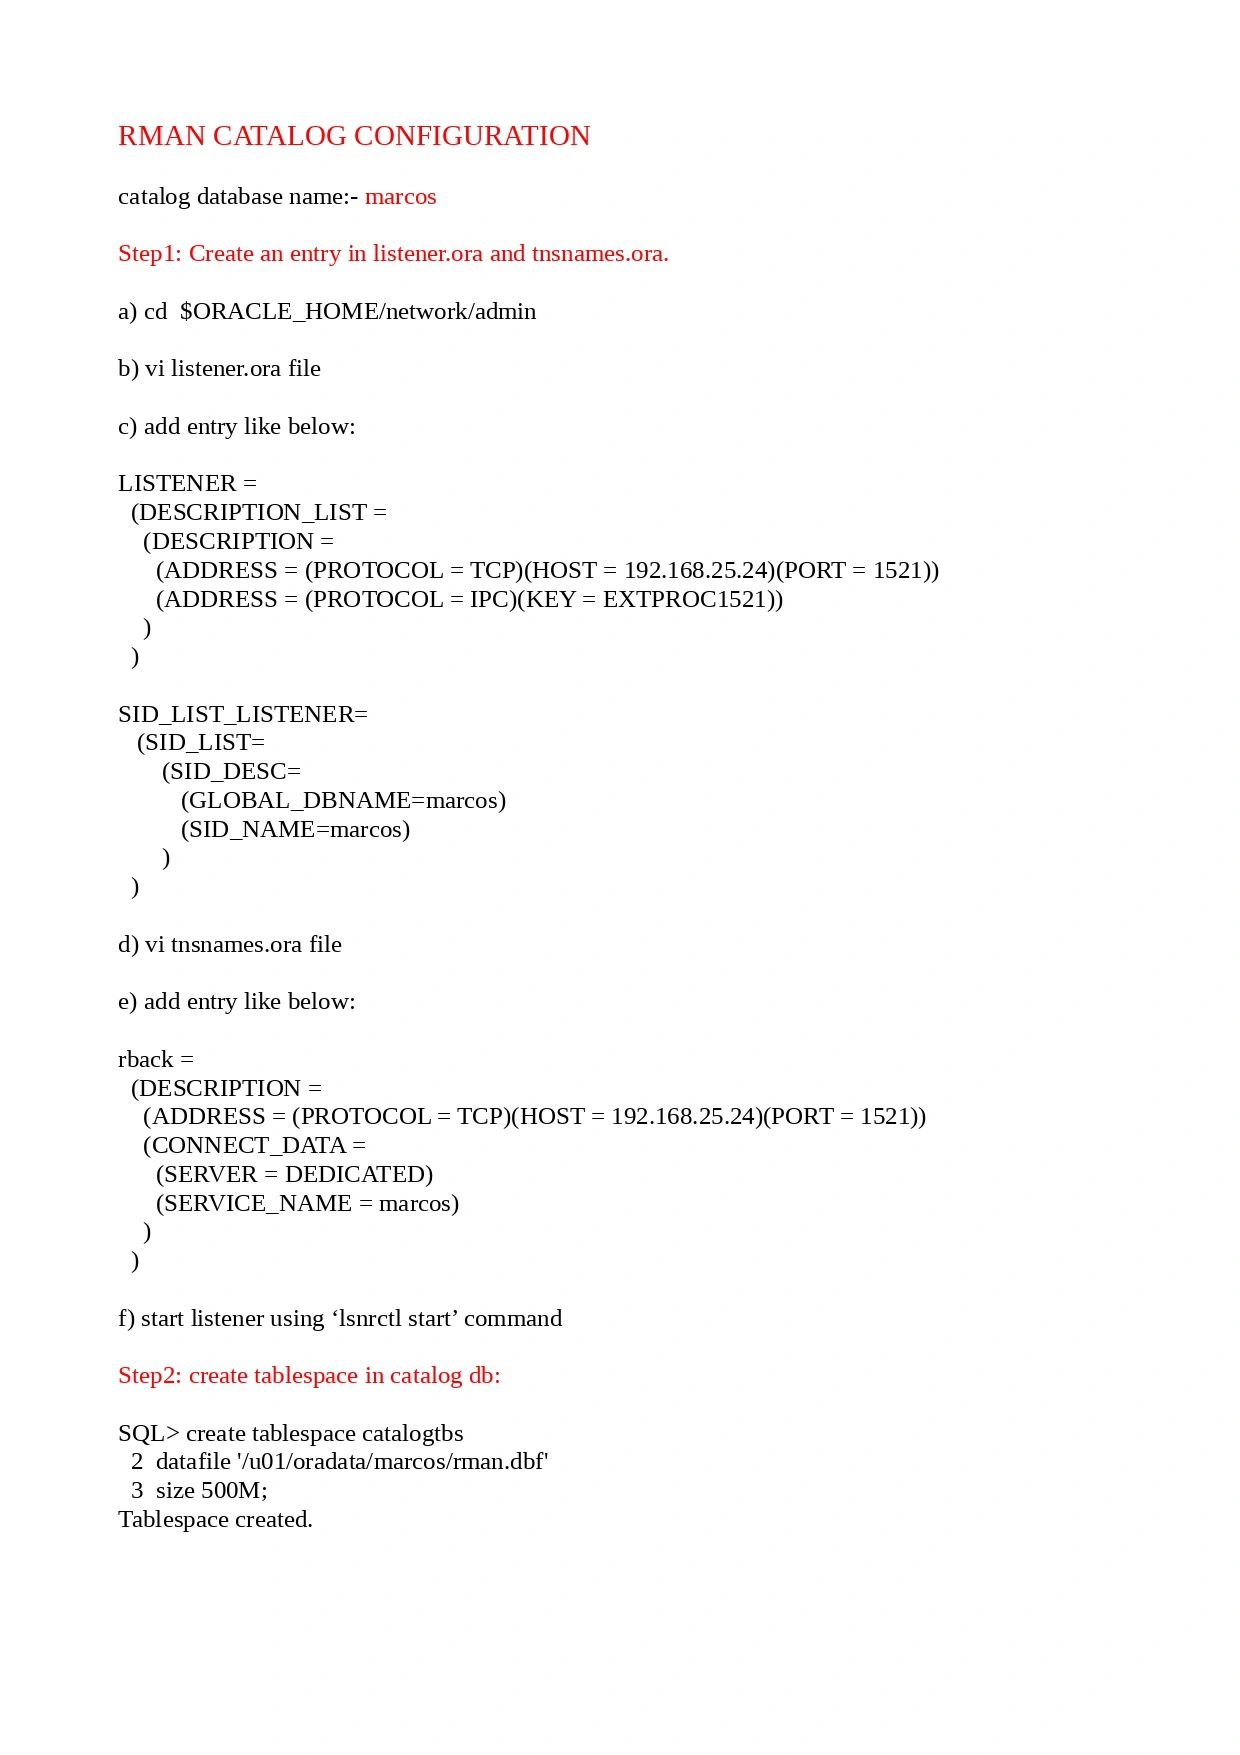 RMAN CATALOG CONFIGURATION
catalog database name:- marcos
Step1: Create an entry in listener.ora and tnsnames.ora.
a) cd  $ORACLE_HOME/network/admin
b) vi listener.ora file
c) add entry like below:
LISTENER =
  (DESCRIPTION_LIST =
    (DESCRIPTION =
      (ADDRESS = (PROTOCOL = TCP)(HOST = 192.168.25.24)(PORT = 1521))
      (ADDRESS = (PROTOCOL = IPC)(KEY = EXTPROC1521))
    )
  )
SID_LIST_LISTENER=
   (SID_LIST=
       (SID_DESC=
          (GLOBAL_DBNAME=marcos)
          (SID_NAME=marcos)
       )
  )
d) vi tnsnames.ora file
e) add entry like below:
rback =
  (DESCRIPTION =
    (ADDRESS = (PROTOCOL = TCP)(HOST = 192.168.25.24)(PORT = 1521))
    (CONNECT_DATA =
      (SERVER = DEDICATED)
      (SERVICE_NAME = marcos)
    )
  )
f) start listener using ‘lsnrctl start’ command
Step2: create tablespace in catalog db:
SQL> create tablespace catalogtbs
  2  datafile '/u01/oradata/marcos/rman.dbf'
  3  size 500M;
Tablespace created.